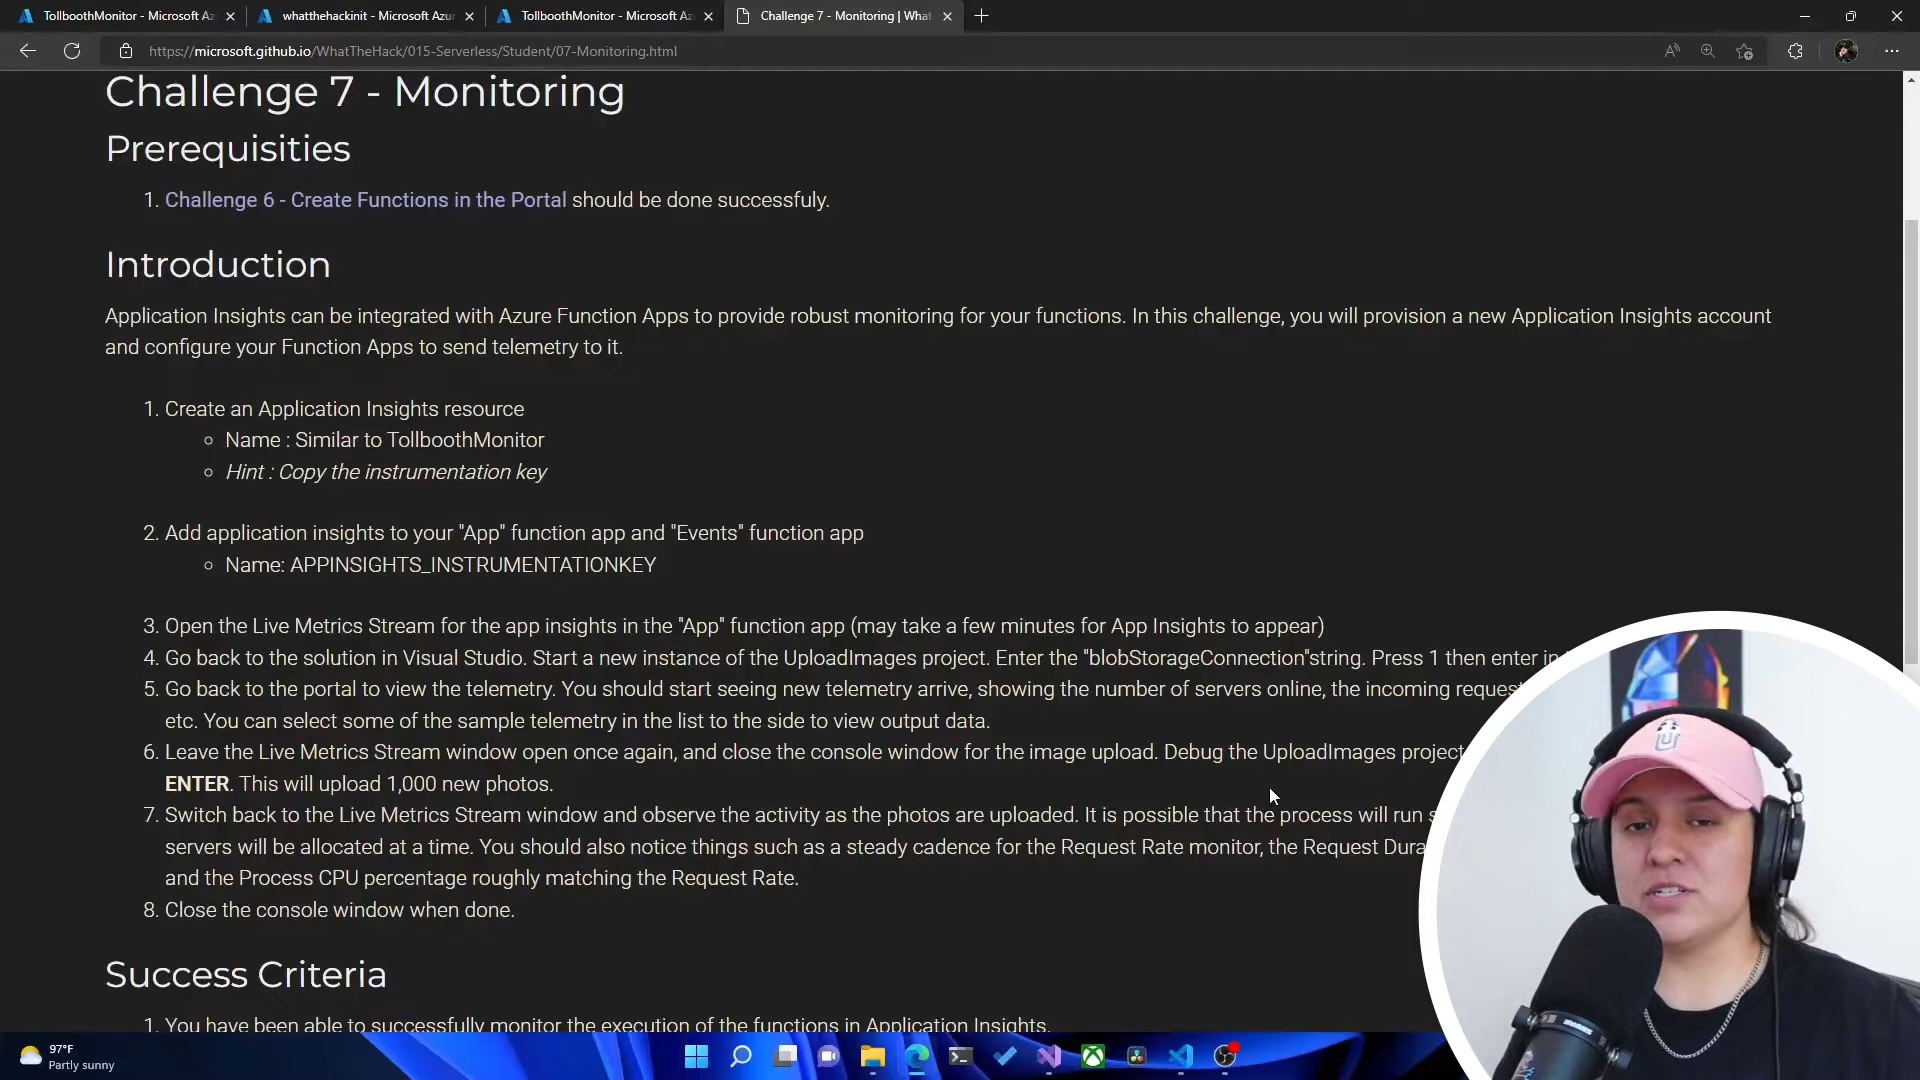 TollboothMonitor - Microsoft Az
whatthehackinit - Microsoft Azur
TollboothMonitor - Microsoft Az
Challenge 7 - Monitoring | What
https://microsoft.github.io/WhatTheHack/015-Serverless/Student/07-Monitoring.html
Challenge 7 - Monitoring
Prerequisities
1. Challenge 6 - Create Functions in the Portal should be done successfuly.
Introduction
Application Insights can be integrated with Azure Function Apps to provide robust monitoring for your functions. In this challenge, you will provision a new Application Insights account
and configure your Function Apps to send telemetry to it.
1. Create an Application Insights resource
Name : Similar to TollboothMonitor
Hint : Copy the instrumentation key
2. Add application insights to your "App" function app and "Events" function app
Name: APPINSIGHTS_INSTRUMENTATIONKEY
3. Open the Live Metrics Stream for the app insights in the "App" function app (may take a few minutes for App Insights to appear)
4. Go back to the solution in Visual Studio. Start a new instance of the UploadImages project. Enter the "blobStorageConnection"string. Press 1 then enter in
5. Go back to the portal to view the telemetry. You should start seeing new telemetry arrive, showing the number of servers online, the incoming request
etc. You can select some of the sample telemetry in the list to the side to view output data.
6. Leave the Live Metrics Stream window open once again, and close the console window for the image upload. Debug the UploadImages project
ENTER. This will upload 1,000 new photos.
7. Switch back to the Live Metrics Stream window and observe the activity as the photos are uploaded. It is possible that the process will run
servers will be allocated at a time. You should also notice things such as a steady cadence for the Request Rate monitor, the Request Dura
and the Process CPU percentage roughly matching the Request Rate.
8. Close the console window when done.
Success Criteria
1. You have been able to successfully monitor the execution of the functions in Application Insights.
97°F
Partly sunny